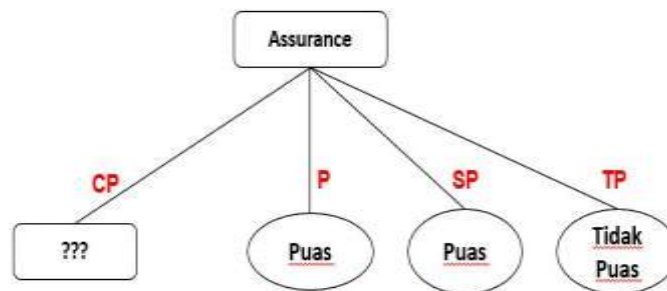 Assurance
CP
P
SP
TP
???
Puas
Puas
Tidak
Puas